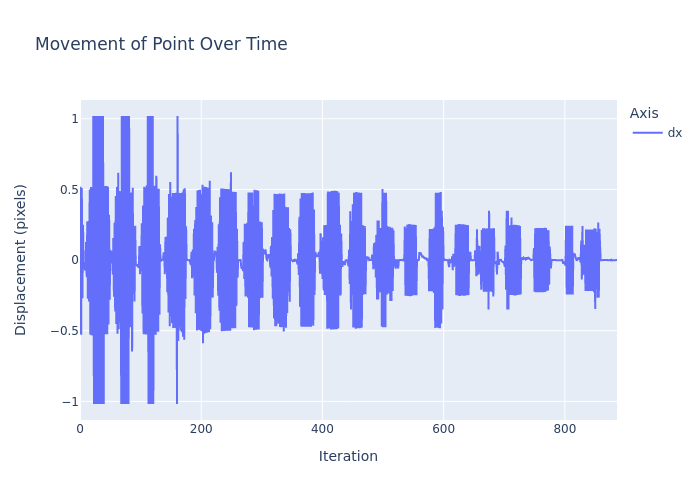 Movement of Point Over Time
Axis
dx
1
0.5
0
−0.5
−1
Displacement (pixels)
0
200
400
600
800
Iteration